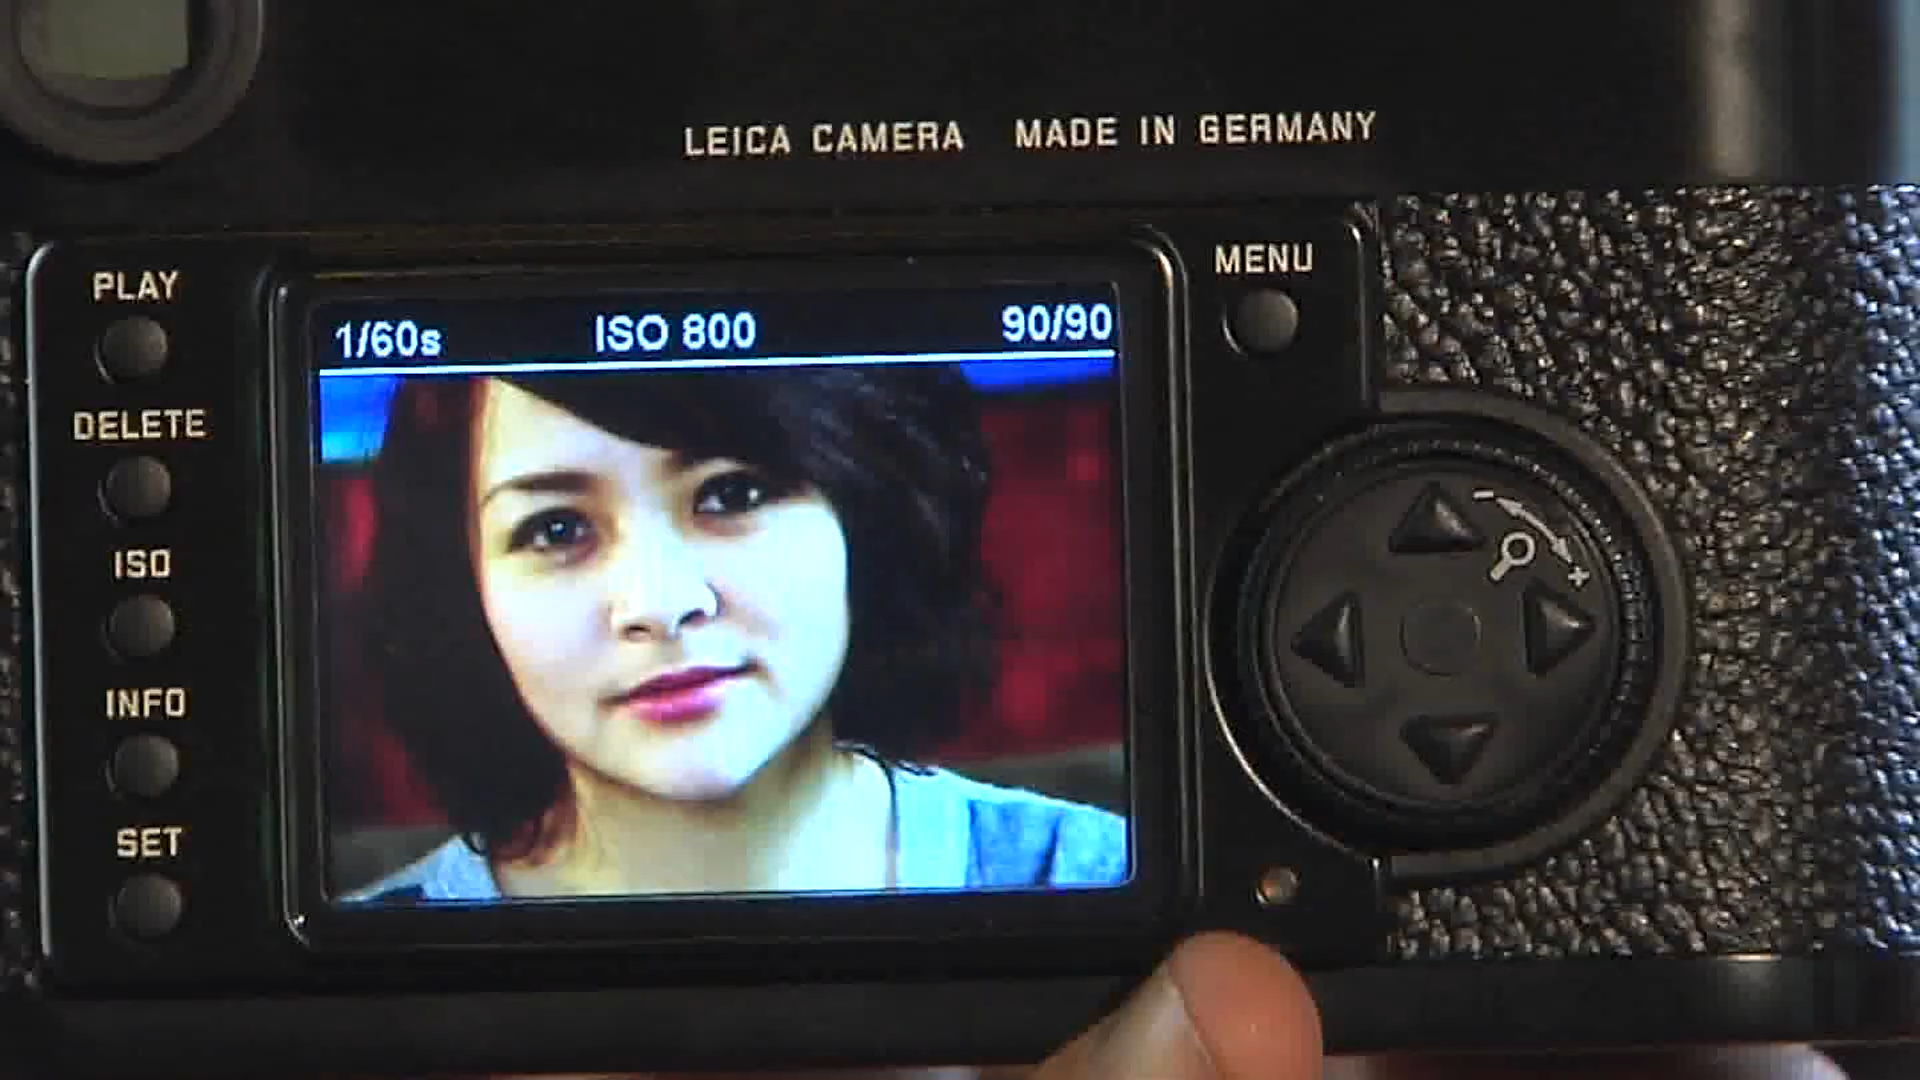 LEICA CAMERA MADE IN GERMANY
PLAY
DELETE
ISO
INFO
SET
1/60s ISO 800 90/90
MENU
- +